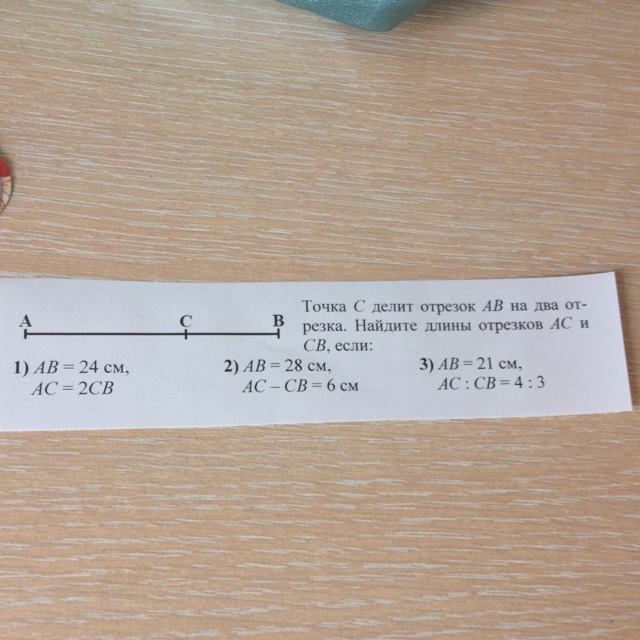 A C B
Точка C делит отрезок AB на два от-
резка. Найдите длины отрезков AC и
CB, если:
1) AB = 24 см,
AC = 2CB
2) AB = 28 см,
AC – CB = 6 см
3) AB = 21 см,
AC : CB = 4 : 3